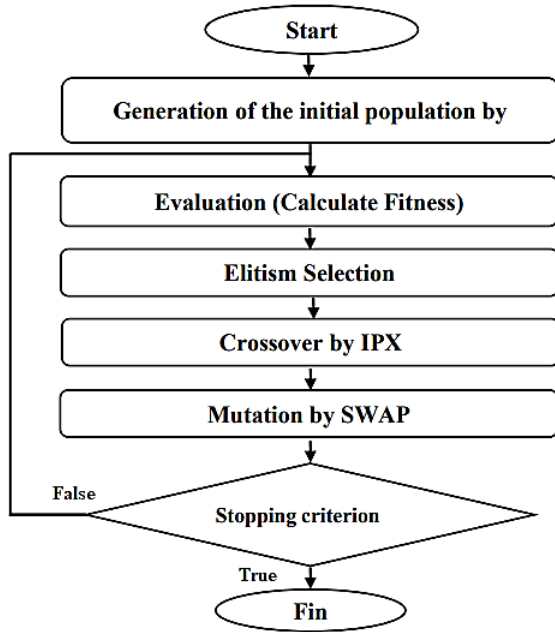 Start
Generation of the initial population by
Evaluation (Calculate Fitness)
Elitism Selection
Crossover by IPX
Mutation by SWAP
False
Stopping criterion
True
Fin